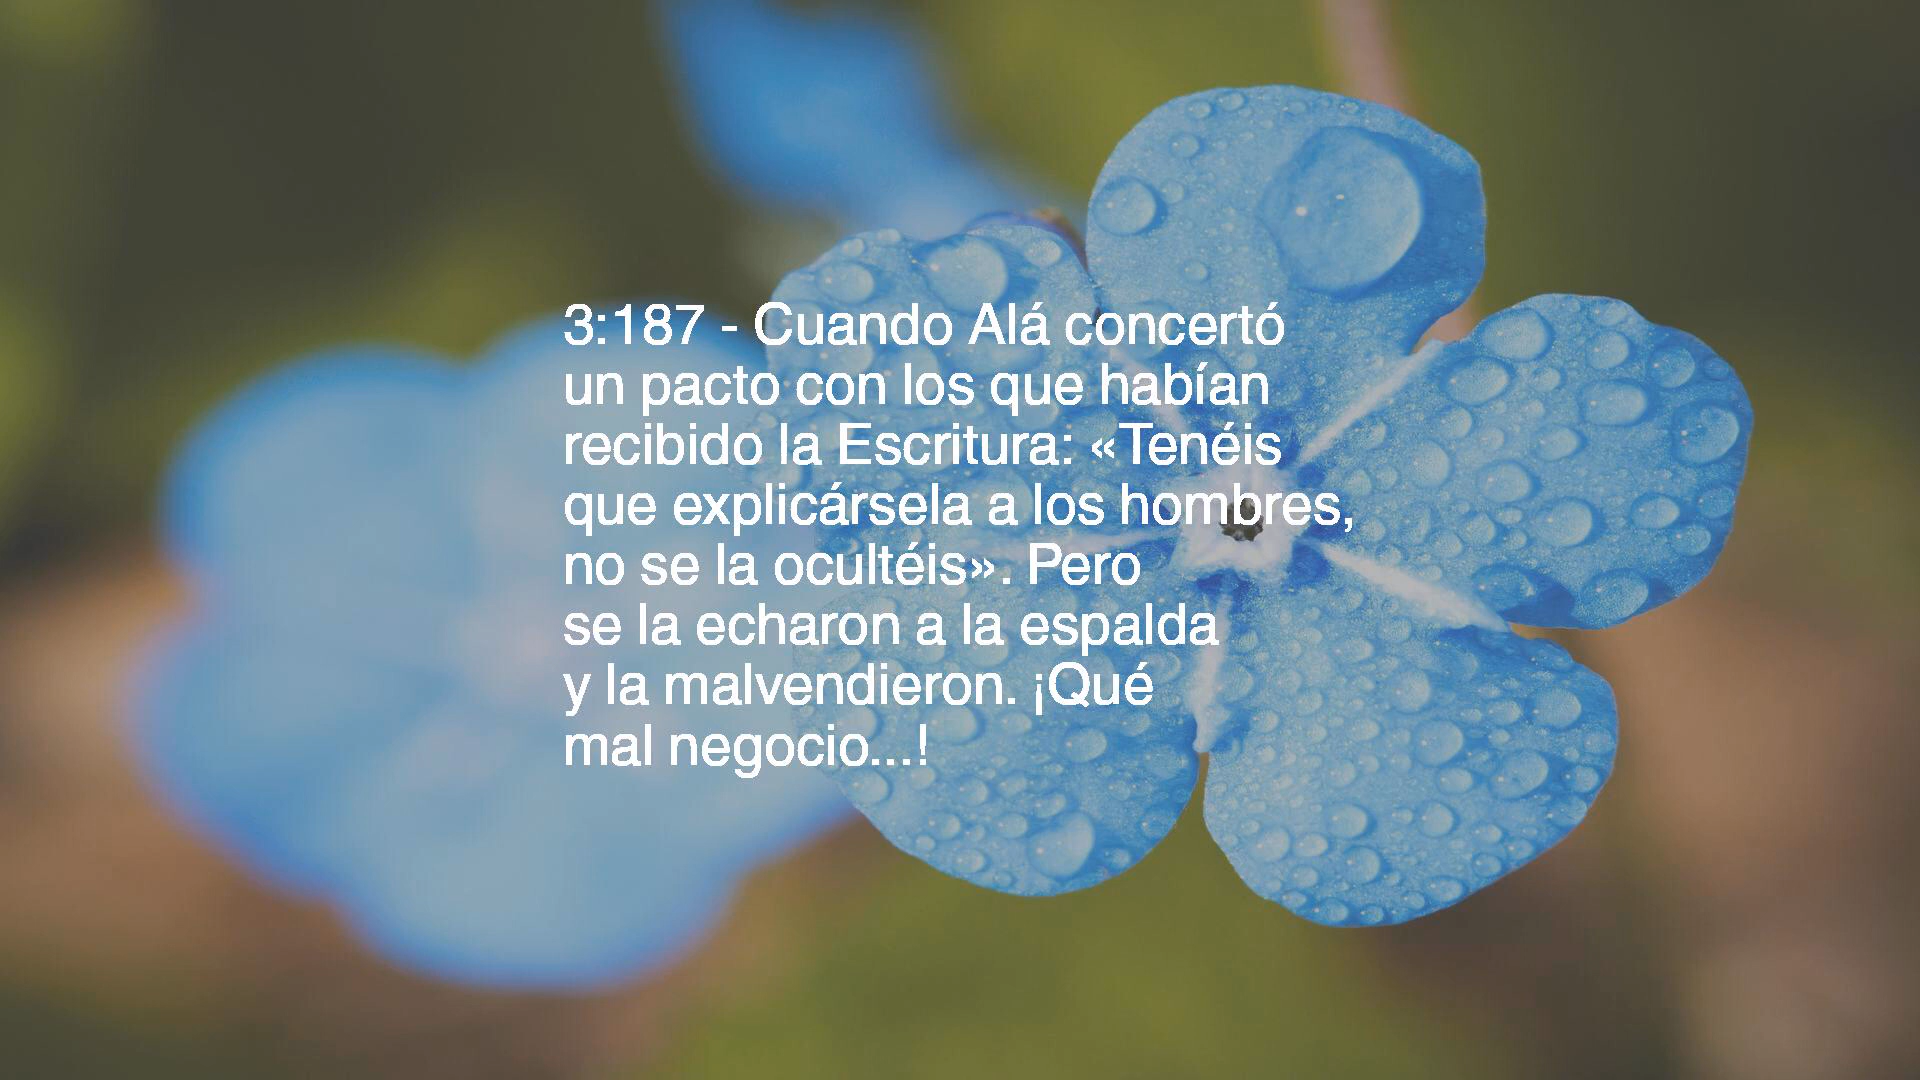 3:187 - Cuando Alá concertó
un pacto con los que habían
recibido la Escritura: «Tenéis
que explicársela a los hombres,
no se la ocultéis». Pero
se la echaron a la espalda
y la malvendieron. ¡Qué
mal negocio...!